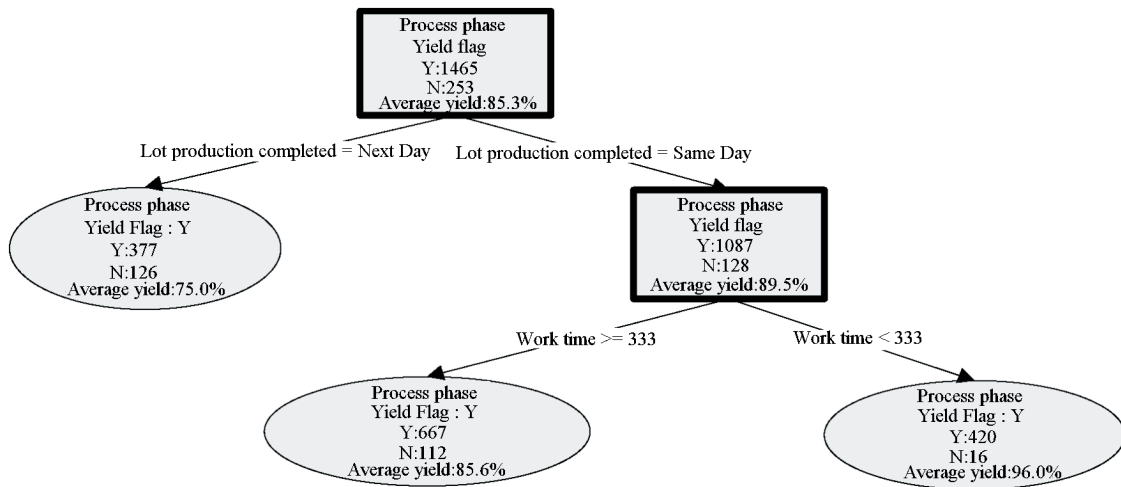 Process phase
Yield flag
Y:1465
N:253
Average yield:85.3%
Lot production completed = Next Day
Lot production completed = Same Day
Process phase
Yield Flag : Y
Y:377
N:126
Average yield:75.0%
Process phase
Yield flag
Y:1087
N:128
Average yield:89.5%
Work time >= 333
Work time < 333
Process phase
Yield Flag : Y
Y:667
N:112
Average yield:85.6%
Process phase
Yield Flag : Y
Y:420
N:16
Average yield:96.0%